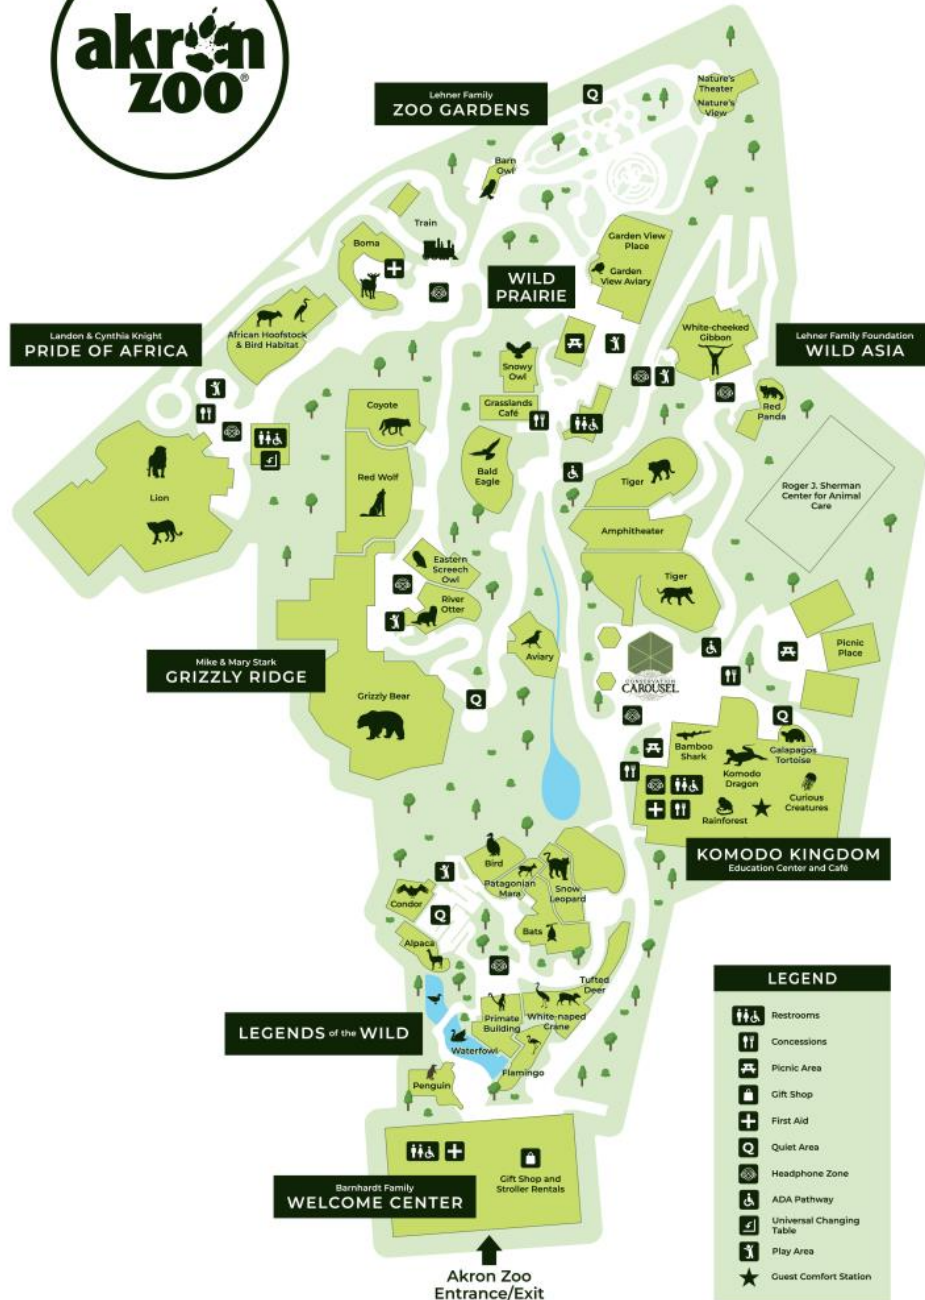 akron
ZOO®
Lehner Family
ZOO GARDENS
Q
Nature's
Theater
Nature's
View
Barn
Owl
Train
Boma
Garden View
Place
Garden
View Aviary
WILD
PRAIRIE
Landon & Cynthia Knight
PRIDE OF AFRICA
African Hoofstock
& Bird Habitat
White-cheeked
Gibbon
Lehner Family Foundation
WILD ASIA
Snowy
Owl
Red
Panda
Coyote
Grasslands
Café
Bald
Eagle
Red Wolf
Lion
Tiger
Roger J. Sherman
Center for Animal
Care
Amphitheater
Eastern
Screech
Owl
River
Otter
Tiger
Aviary
Picnic
Place
Mike & Mary Stark
GRIZZLY RIDGE
CONSERVATION
CAROUSEL
Grizzly Bear
Q
Q
Bamboo
Shark
Galapagos
Tortoise
Komodo
Dragon
Curious
Creatures
Rainforest
KOMODO KINGDOM
Education Center and Café
Bird
Patagonian
Mara
Snow
Leopard
Condor
Q
Bats
Alpaca
Tufted
Deer
Primate
Building
White-naped
Crane
LEGENDS of the WILD
Waterfowl
Flamingo
Penguin
Barnhardt Family
WELCOME CENTER
Gift Shop and
Stroller Rentals
Akron Zoo
Entrance/Exit
LEGEND
Restrooms
Concessions
Picnic Area
Gift Shop
First Aid
Q Quiet Area
Headphone Zone
ADA Pathway
Universal Changing
Table
Play Area
Guest Comfort Station